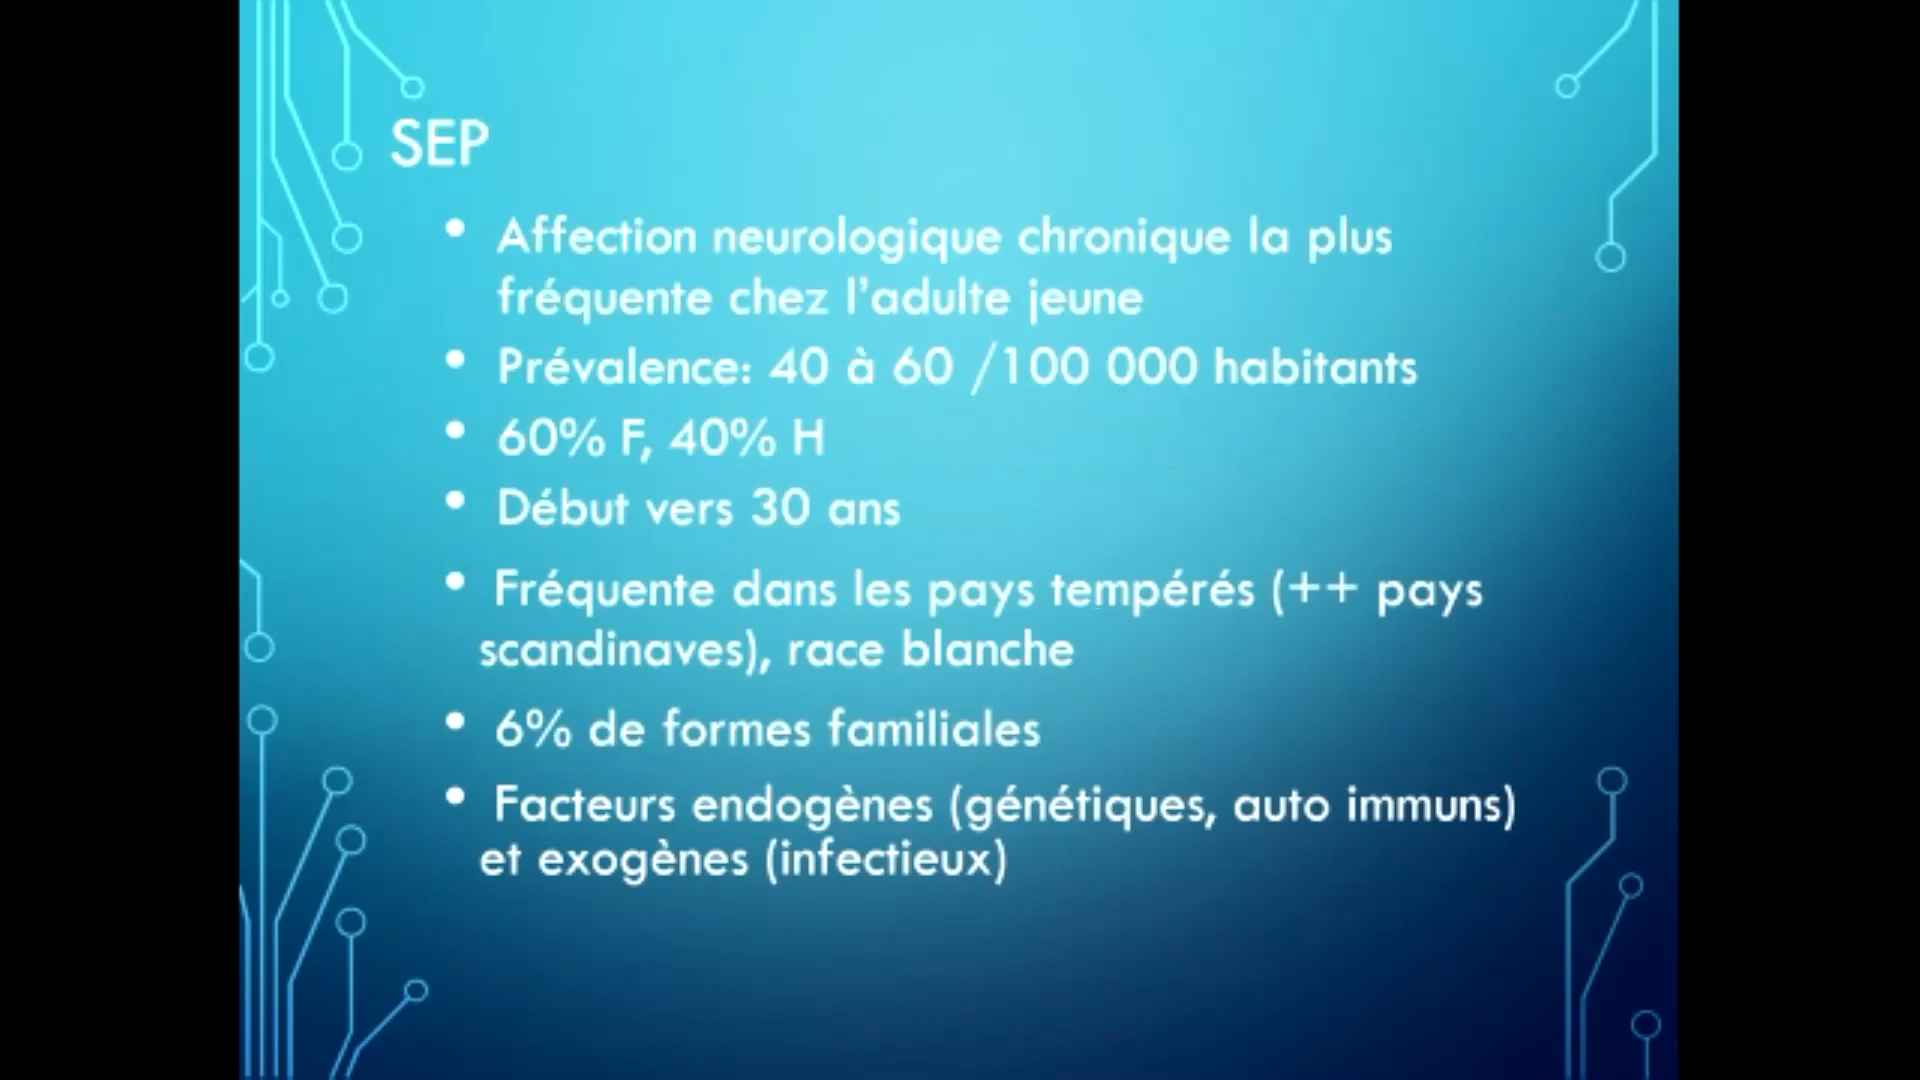 SEP
• Affection neurologique chronique la plus
fréquente chez l'adulte jeune
• Prévalence: 40 à 60 /100 000 habitants
• 60% F, 40% H
• Début vers 30 ans
• Fréquente dans les pays tempérés (++ pays
scandinaves), race blanche
• 6% de formes familiales
• Facteurs endogènes (génétiques, auto immuns)
et exogènes (infectieux)